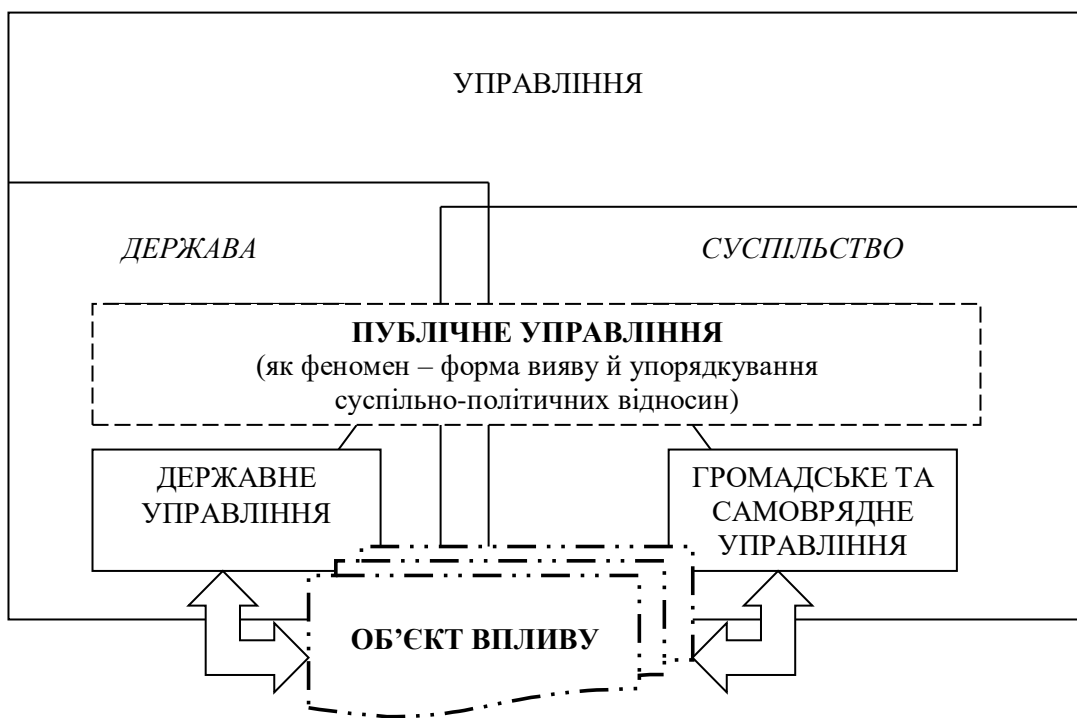 УПРАВЛІННЯ
ДЕРЖАВА
СУСПІЛЬСТВО
ПУБЛІЧНЕ УПРАВЛІННЯ
(як феномен – форма вияву й упорядкування
суспільно-політичних відносин)
ДЕРЖАВНЕ
УПРАВЛІННЯ
ГРОМАДСЬКЕ ТА
САМОВРЯДНЕ
УПРАВЛІННЯ
ОБ’ЄКТ ВПЛИВУ